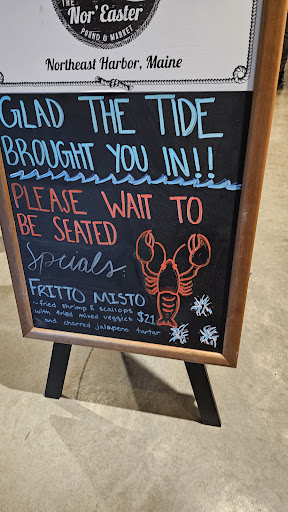 THE
Nor'Easter
POUND & MARKET
Northeast Harbor, Maine
GLAD THE TIDE
BROUGHT YOU IN!!
PLEASE WAIT TO
BE SEATED
Specials:
FRITTO MISTO
~fried shrimp & scallops
with fried mixed veggies $21
and charred jalapeno tartar